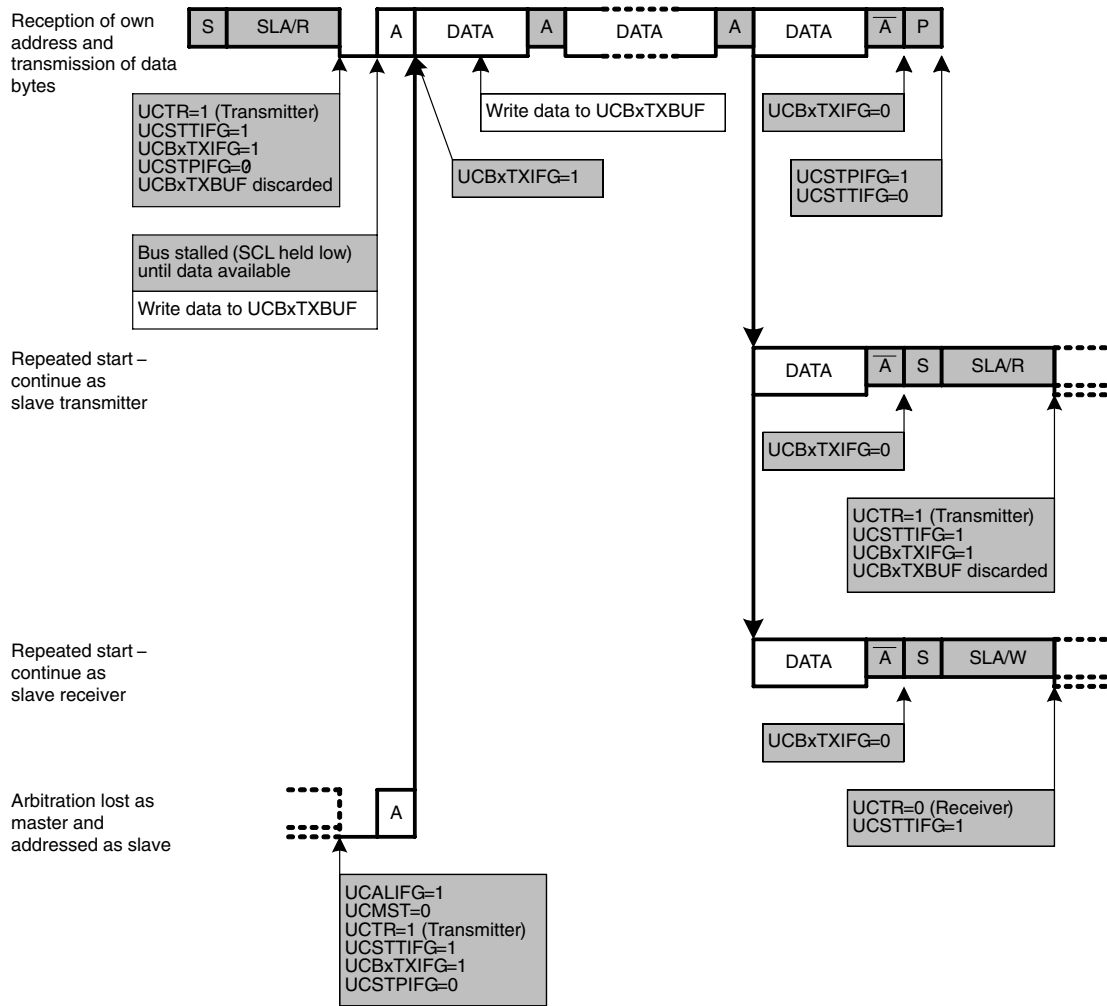 Reception of own
address and
transmission of data
bytes
S SLA/R A DATA A DATA A DATA A P
UCTR=1 (Transmitter)
UCSTTIFG=1
UCBxTXIFG=1
UCSTPIFG=0
UCBxTXBUF discarded
Write data to UCBxTXBUF
UCBxTXIFG=1
UCBxTXIFG=0
UCSTPIFG=1
UCSTTIFG=0
Bus stalled (SCL held low)
until data available
Write data to UCBxTXBUF
Repeated start –
continue as
slave transmitter
DATA A S SLA/R
UCBxTXIFG=0
UCTR=1 (Transmitter)
UCSTTIFG=1
UCBxTXIFG=1
UCBxTXBUF discarded
Repeated start –
continue as
slave receiver
DATA A S SLA/W
UCBxTXIFG=0
UCTR=0 (Receiver)
UCSTTIFG=1
Arbitration lost as
master and
addressed as slave
A
UCALIFG=1
UCMST=0
UCTR=1 (Transmitter)
UCSTTIFG=1
UCBxTXIFG=1
UCSTPIFG=0